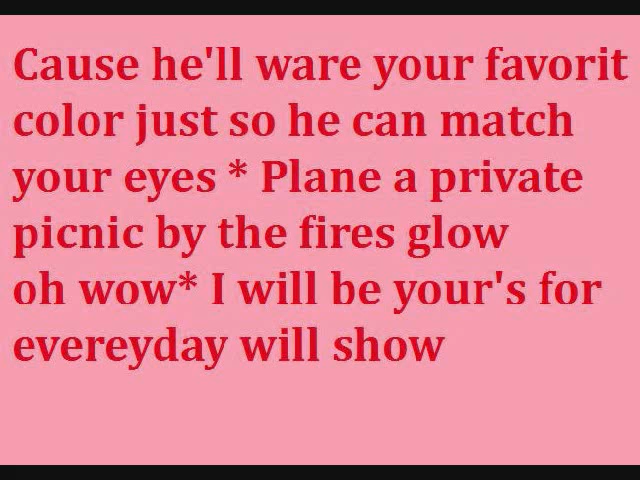 Cause he'll ware your favorit
color just so he can match
your eyes * Plane a private
picnic by the fires glow
oh wow* I will be your's for
evereyday will show